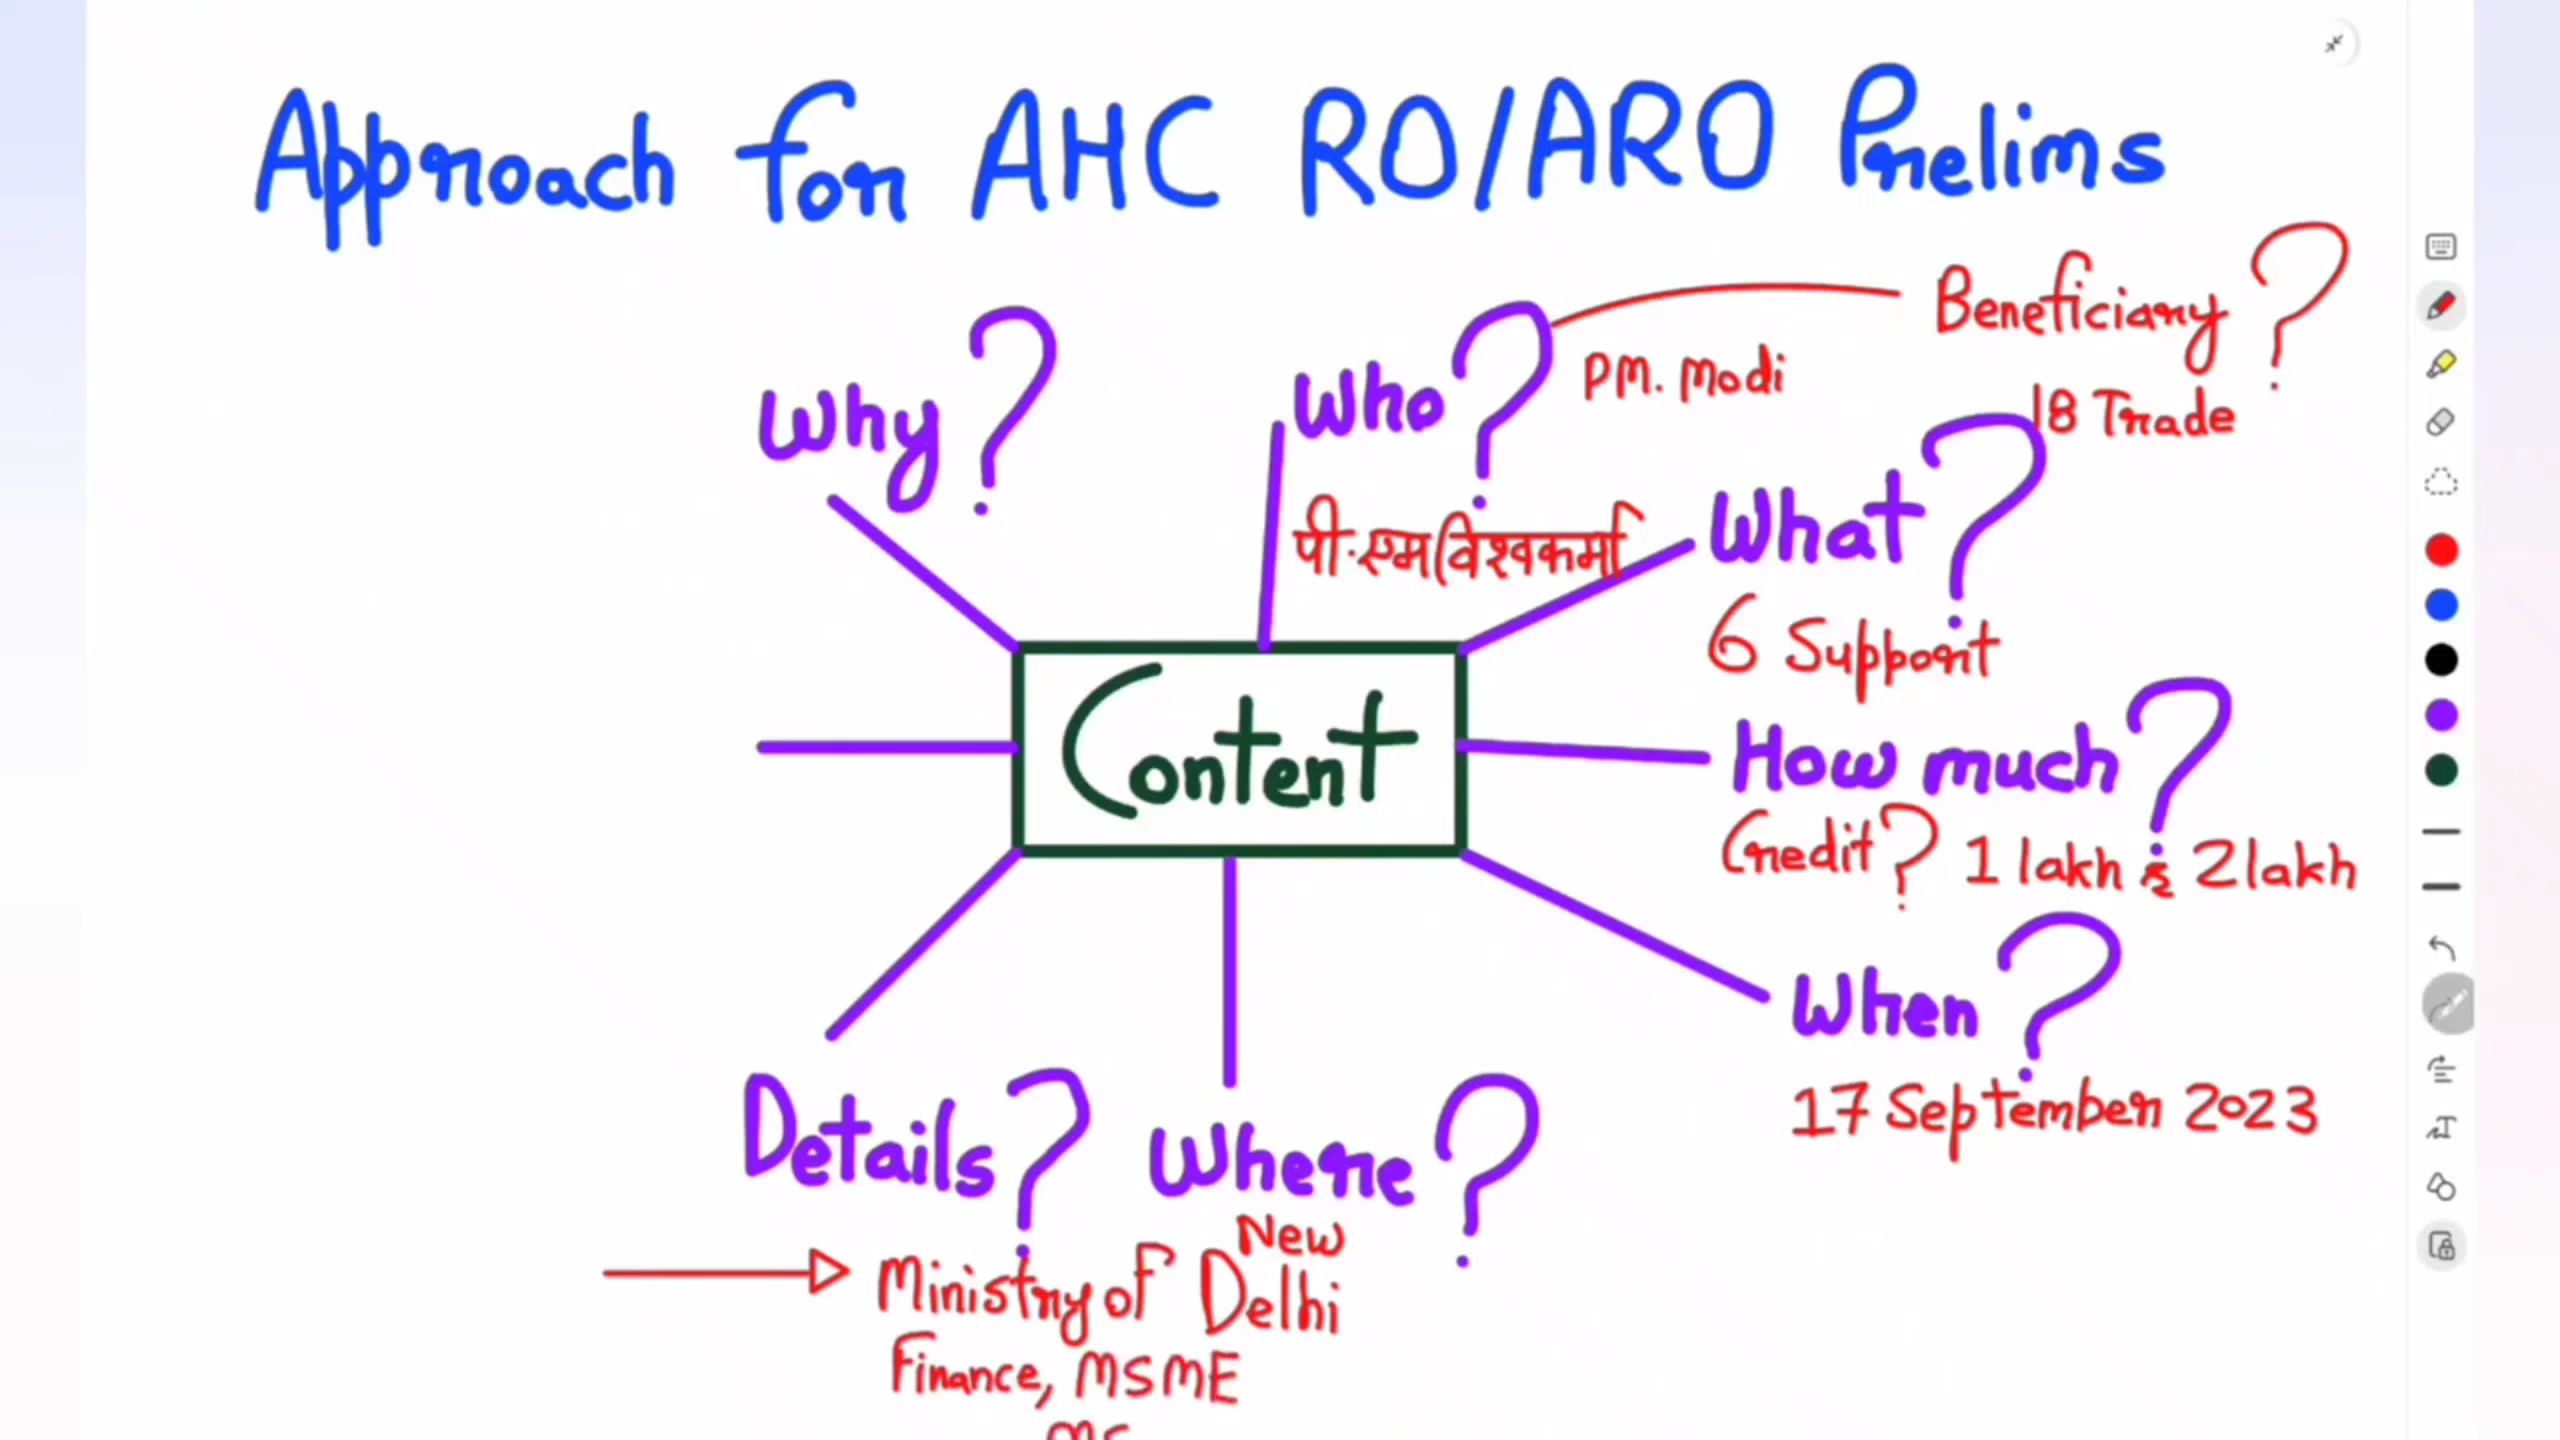 Approach for AHC RO/ARO Prelims
Why?
Who?
PM. Modi
Beneficiary?
18 Trade
पी.एम विश्वकर्मा
What?
6 Support
Content
How much?
Credit? 1 lakh & 2 lakh
When?
17 September 2023
Details?
Where?
New
Delhi
Ministry of
Finance, MSME